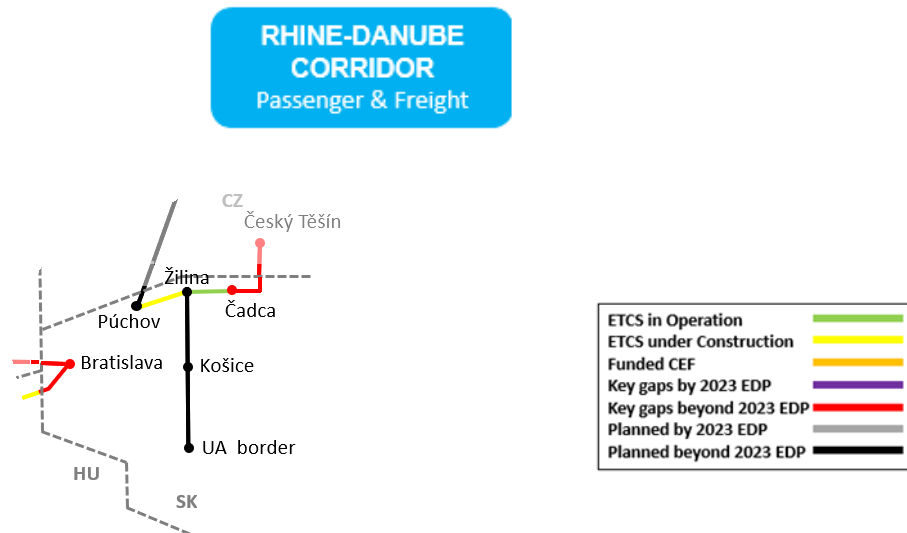 RHINE-DANUBE
CORRIDOR
Passenger & Freight
CZ
Český Těšín
Žilina
Čadca
Púchov
Bratislava
Košice
UA border
HU
SK
ETCS in Operation
ETCS under Construction
Funded CEF
Key gaps by 2023 EDP
Key gaps beyond 2023 EDP
Planned by 2023 EDP
Planned beyond 2023 EDP